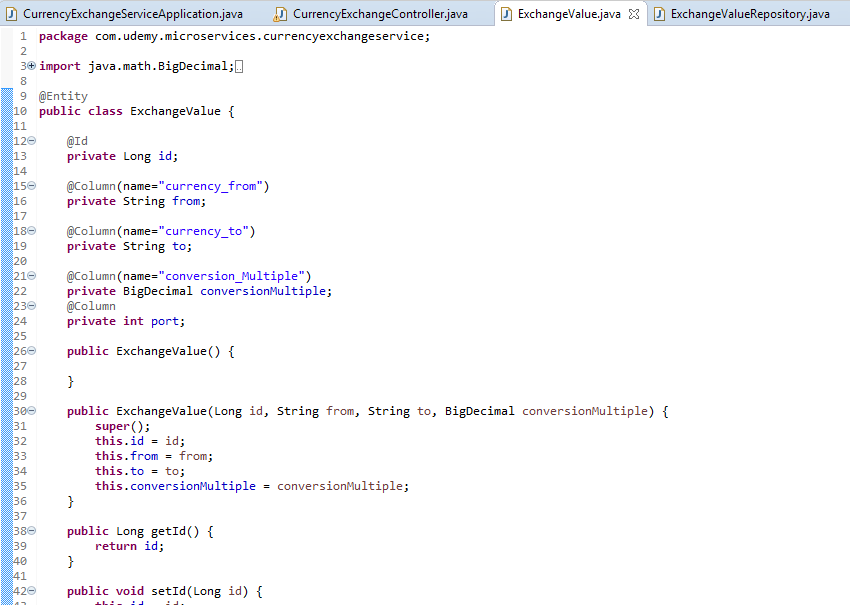 CurrencyExchangeServiceApplication.java CurrencyExchangeController.java ExchangeValue.java ExchangeValueRepository.java
1 package com.udemy.microservices.currencyexchangeservice;
2
3 import java.math.BigDecimal;
8
9 @Entity
10 public class ExchangeValue {
11
12 @Id
13 private Long id;
14
15 @Column(name="currency_from")
16 private String from;
17
18 @Column(name="currency_to")
19 private String to;
20
21 @Column(name="conversion_Multiple")
22 private BigDecimal conversionMultiple;
23 @Column
24 private int port;
25
26 public ExchangeValue() {
27
28 }
29
30 public ExchangeValue(Long id, String from, String to, BigDecimal conversionMultiple) {
31 super();
32 this.id = id;
33 this.from = from;
34 this.to = to;
35 this.conversionMultiple = conversionMultiple;
36 }
37
38 public Long getId() {
39 return id;
40 }
41
42 public void setId(Long id) {